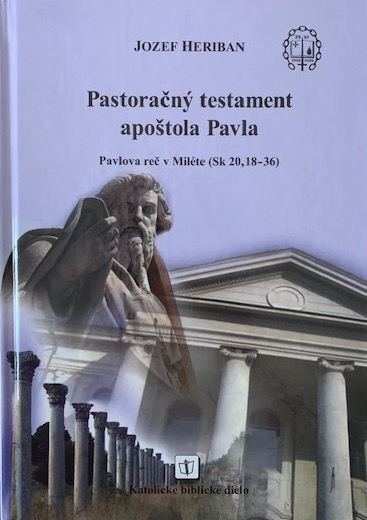 JOZEF HERIBAN
Pastoračný testament
apoštola Pavla
Pavlova reč v Miléte (Sk 20,18-36)
Katolícke biblické dielo